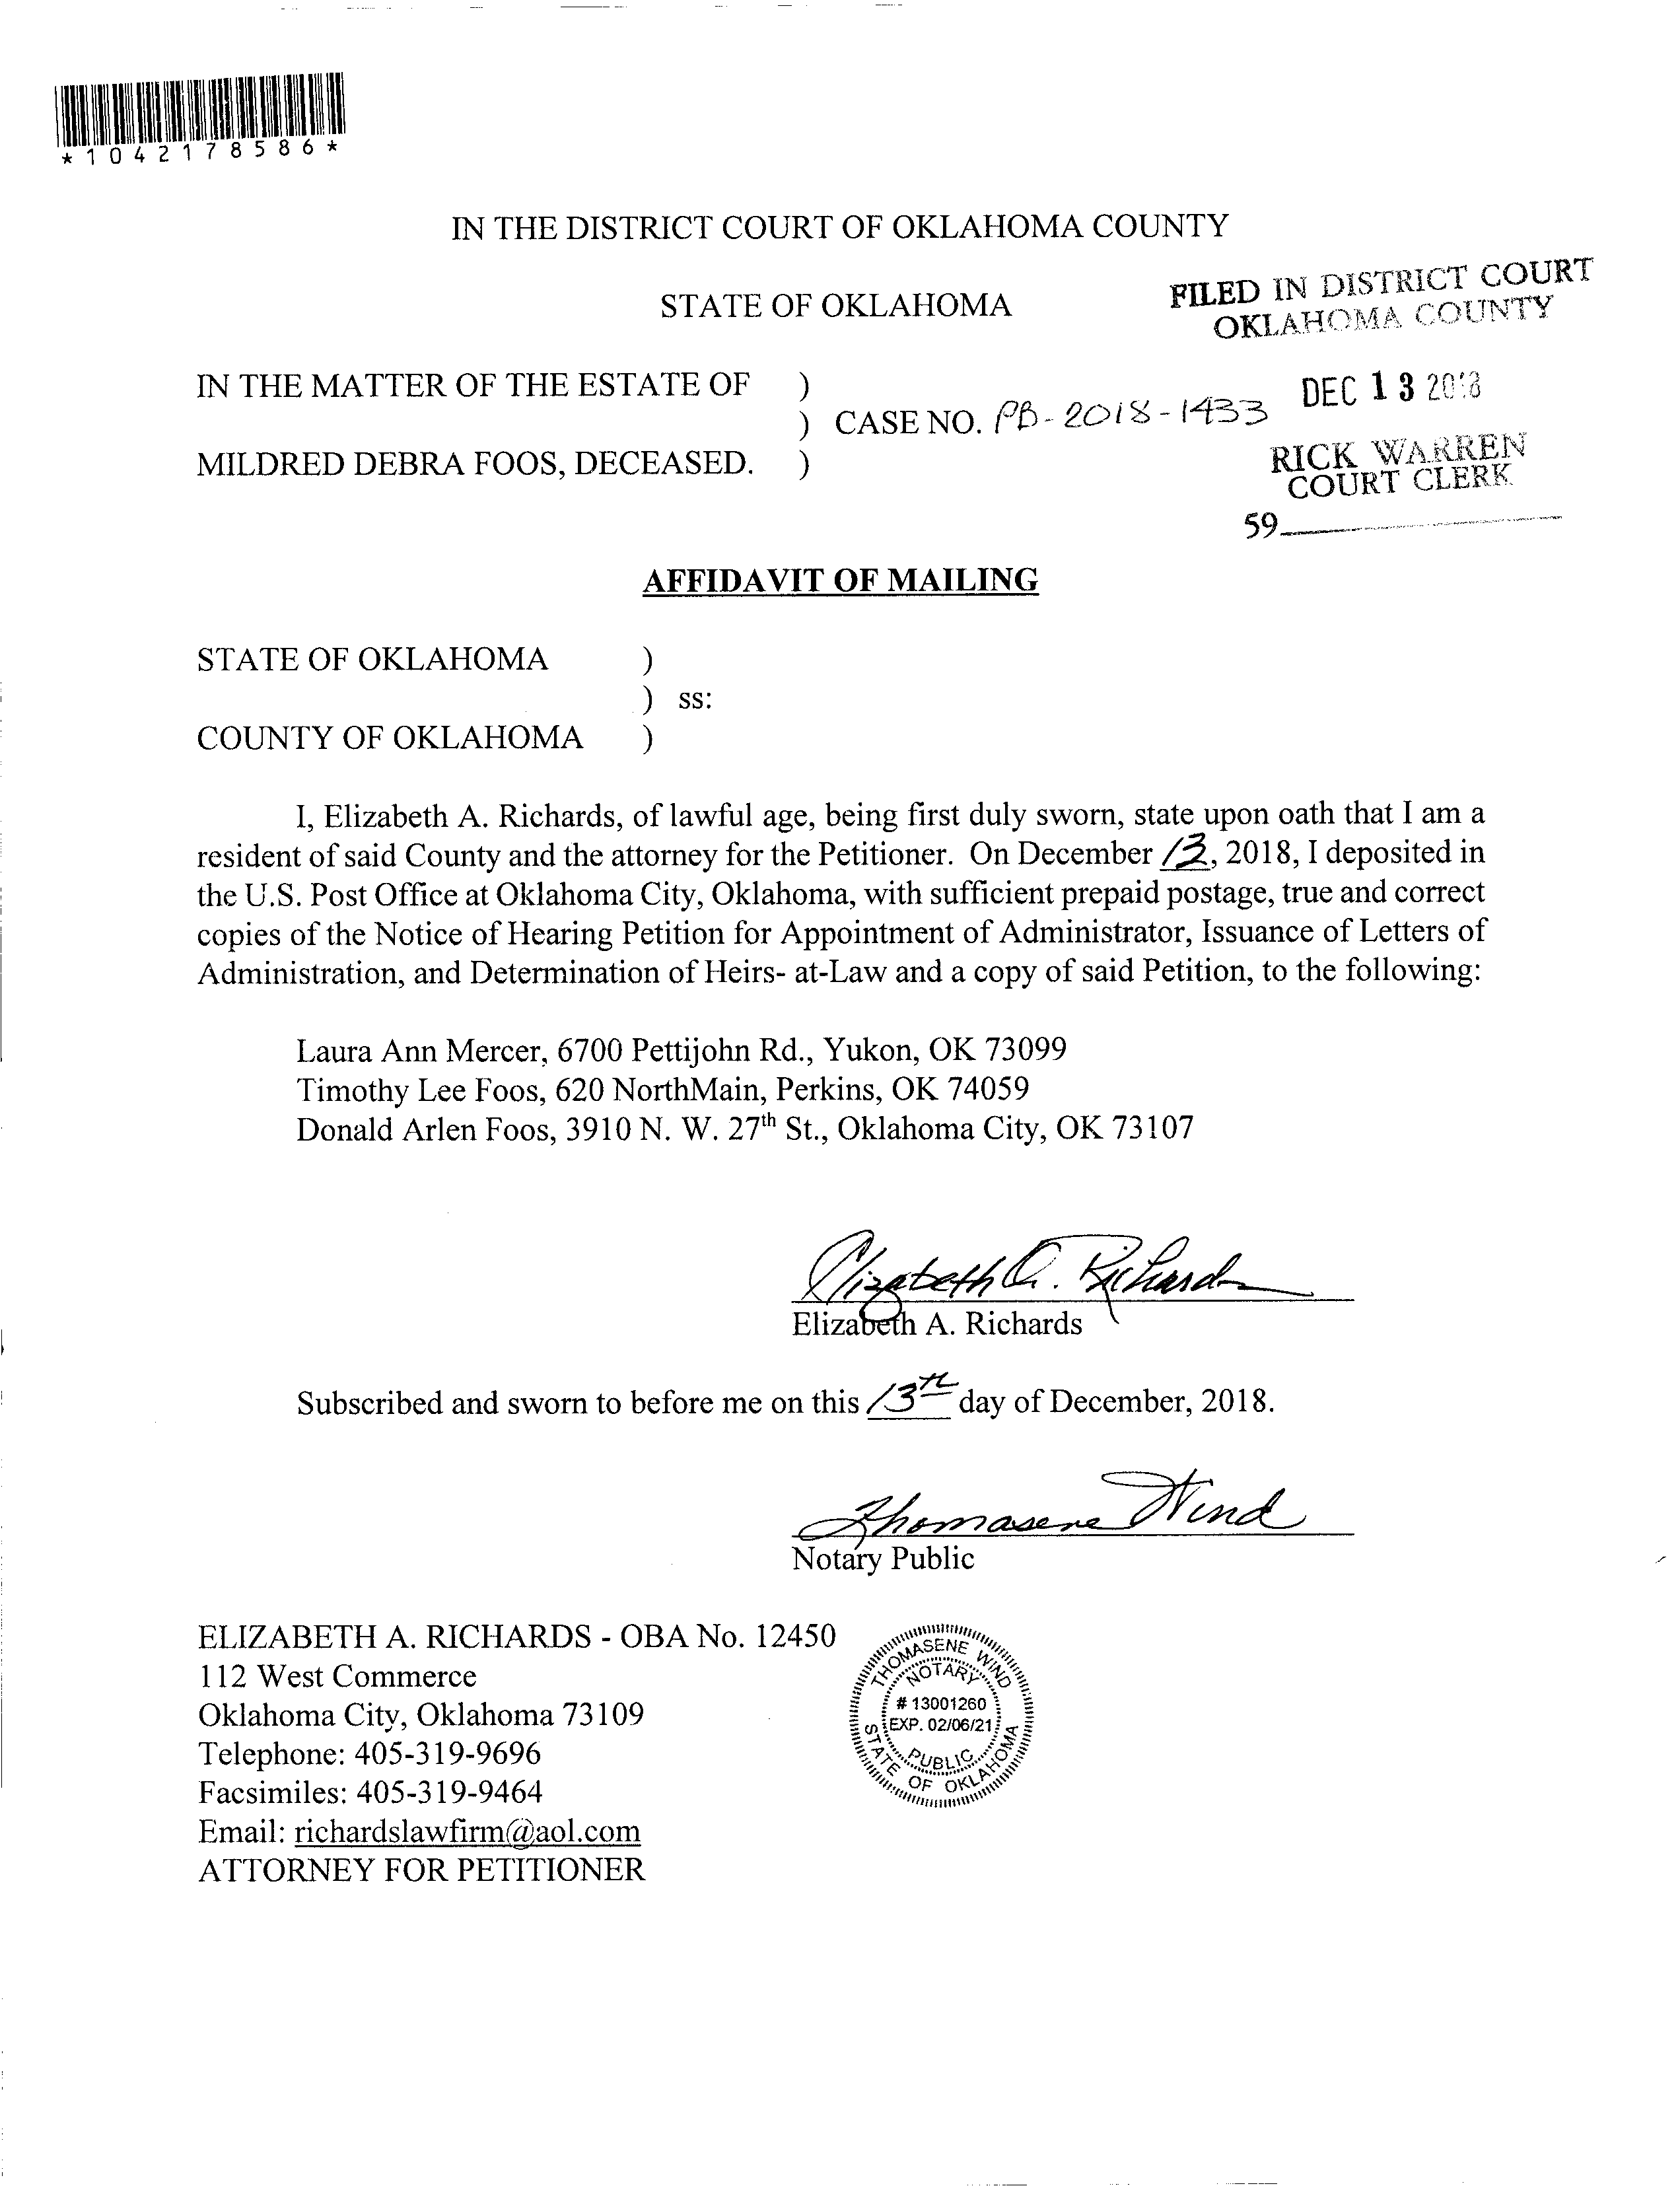 *1042178586*
IN THE DISTRICT COURT OF OKLAHOMA COUNTY
STATE OF OKLAHOMA
FILED IN DISTRICT COURT
OKLAHOMA COUNTY
IN THE MATTER OF THE ESTATE OF )
) CASE NO. PB-2018-1433
DEC 13 2018
MILDRED DEBRA FOOS, DECEASED. )
RICK WARREN
COURT CLERK
59
AFFIDAVIT OF MAILING
STATE OF OKLAHOMA )
) ss:
COUNTY OF OKLAHOMA )
I, Elizabeth A. Richards, of lawful age, being first duly sworn, state upon oath that I am a
resident of said County and the attorney for the Petitioner. On December 13, 2018, I deposited in
the U.S. Post Office at Oklahoma City, Oklahoma, with sufficient prepaid postage, true and correct
copies of the Notice of Hearing Petition for Appointment of Administrator, Issuance of Letters of
Administration, and Determination of Heirs- at-Law and a copy of said Petition, to the following:
Laura Ann Mercer, 6700 Pettijohn Rd., Yukon, OK 73099
Timothy Lee Foos, 620 NorthMain, Perkins, OK 74059
Donald Arlen Foos, 3910 N. W. 27th St., Oklahoma City, OK 73107
Elizabeth A. Richards
Elizabeth A. Richards
Subscribed and sworn to before me on this 13th day of December, 2018.
Thomasene Wind
Notary Public
ELIZABETH A. RICHARDS - OBA No. 12450
112 West Commerce
Oklahoma City, Oklahoma 73109
Telephone: 405-319-9696
Facsimiles: 405-319-9464
Email: richardslawfirm@aol.com
ATTORNEY FOR PETITIONER
THOMASENE WIND
NOTARY
# 13001260
EXP. 02/06/21
PUBLIC
STATE OF OKLAHOMA